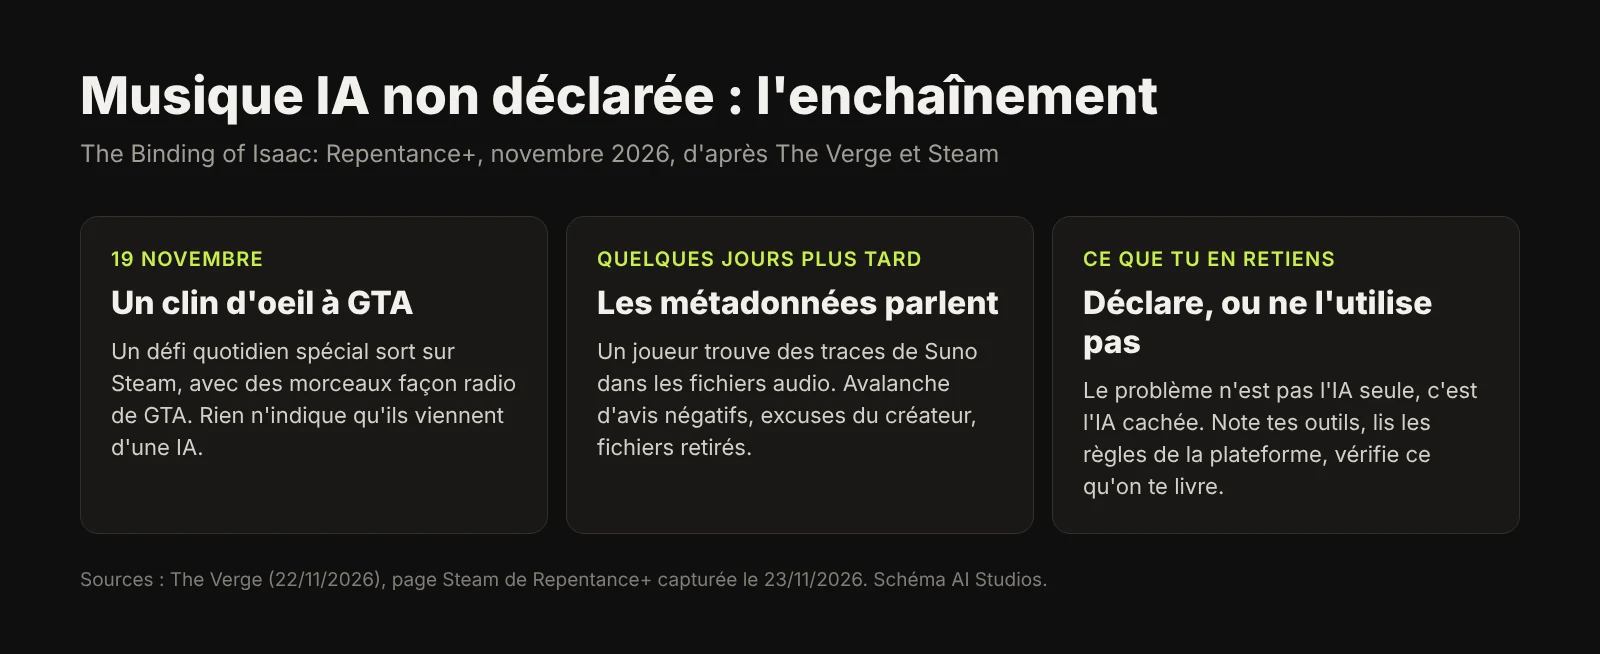 Musique IA non déclarée : l'enchaînement
The Binding of Isaac: Repentance+, novembre 2026, d'après The Verge et Steam
19 NOVEMBRE
Un clin d'oeil à GTA
Un défi quotidien spécial sort sur
Steam, avec des morceaux façon radio
de GTA. Rien n'indique qu'ils viennent
d'une IA.
QUELQUES JOURS PLUS TARD
Les métadonnées parlent
Un joueur trouve des traces de Suno
dans les fichiers audio. Avalanche
d'avis négatifs, excuses du créateur,
fichiers retirés.
CE QUE TU EN RETIENS
Déclare, ou ne l'utilise
pas
Le problème n'est pas l'IA seule, c'est
l'IA cachée. Note tes outils, lis les
règles de la plateforme, vérifie ce
qu'on te livre.
Sources : The Verge (22/11/2026), page Steam de Repentance+ capturée le 23/11/2026. Schéma AI Studios.